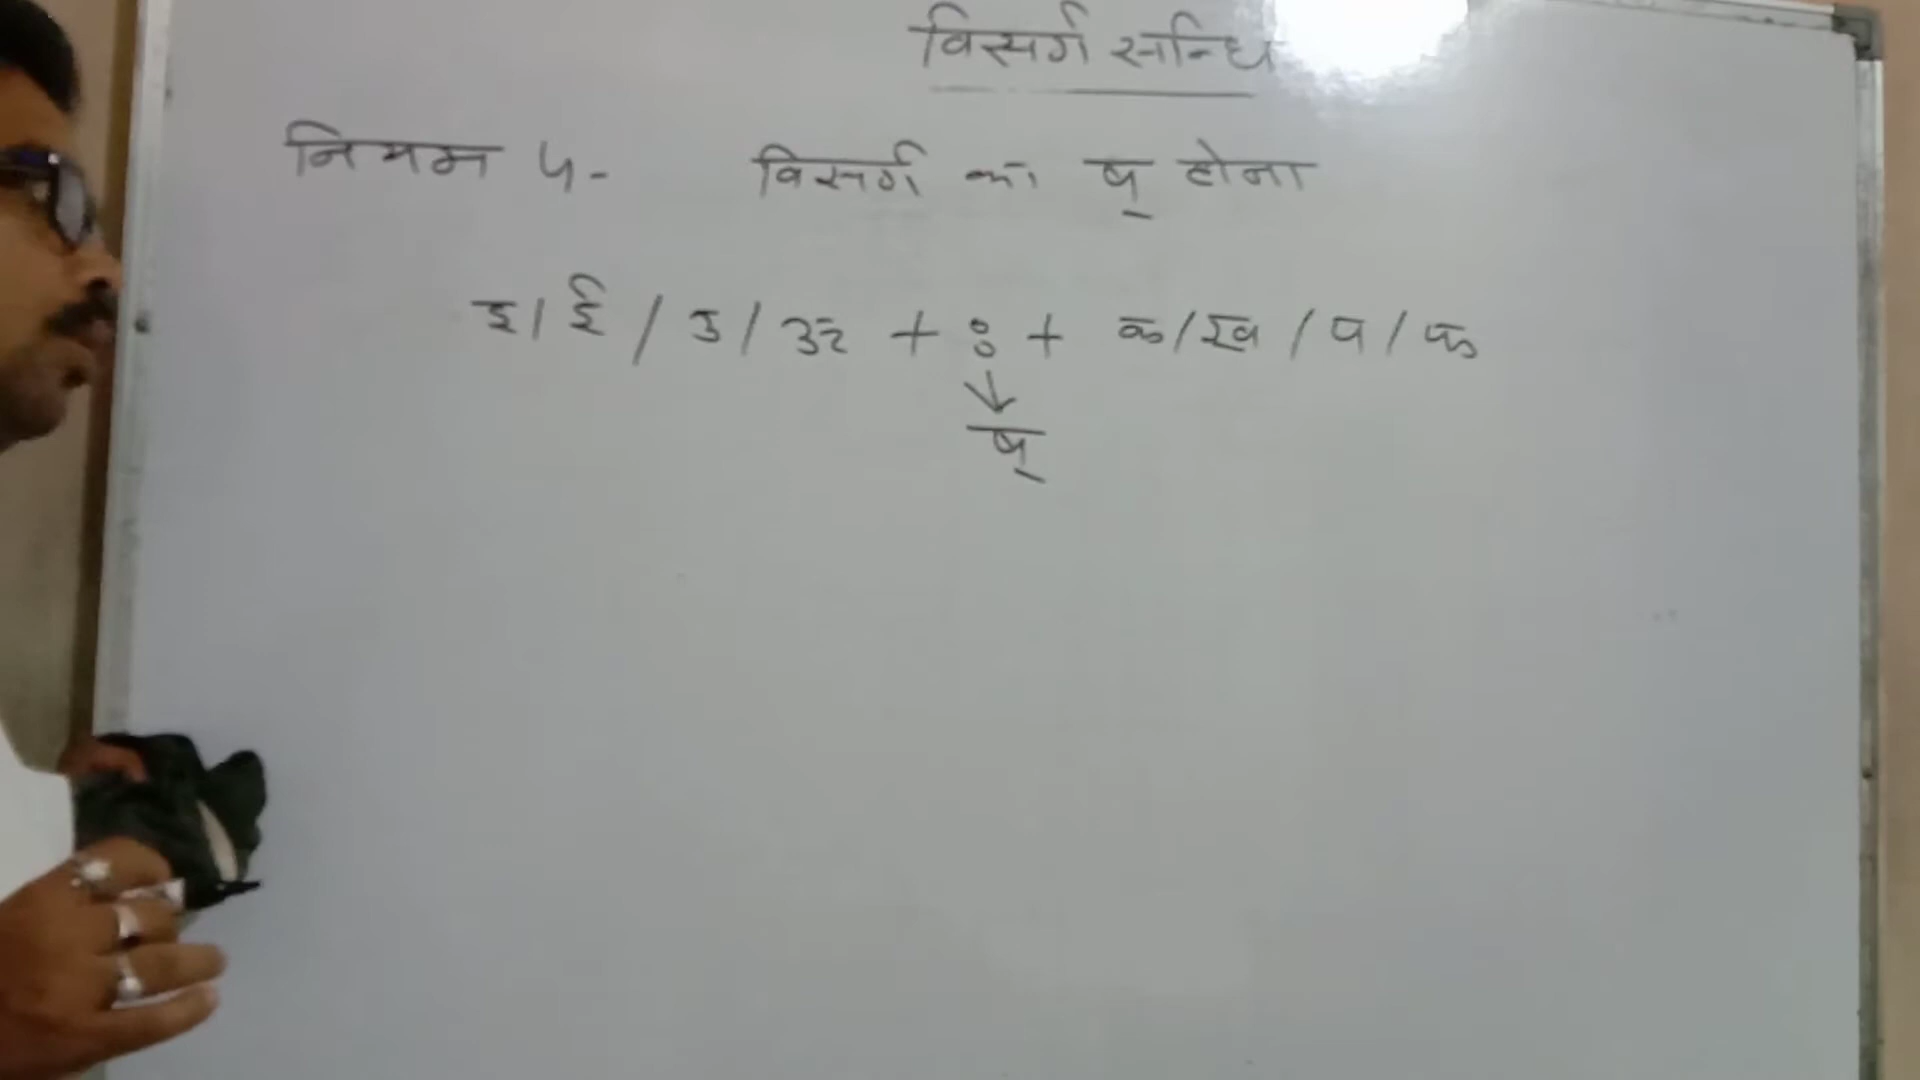 विसर्ग सन्धि
नियम 5- विसर्ग का ष् होना
इ/ई/उ/ऊ + ः + क/ख/प/फ
↓
ष्